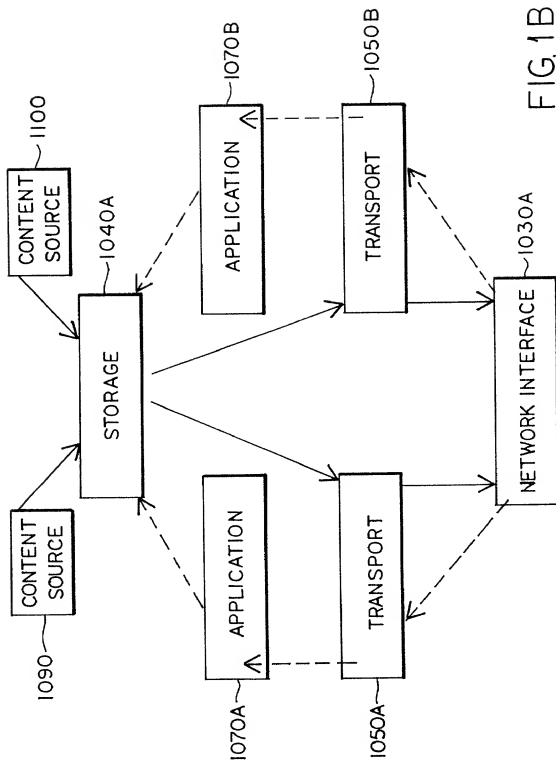 1090
CONTENT
SOURCE
CONTENT
SOURCE
1100
STORAGE
1040A
1070A
APPLICATION
APPLICATION
1070B
1050A
TRANSPORT
TRANSPORT
1050B
NETWORK INTERFACE
1030A
FIG. 1B